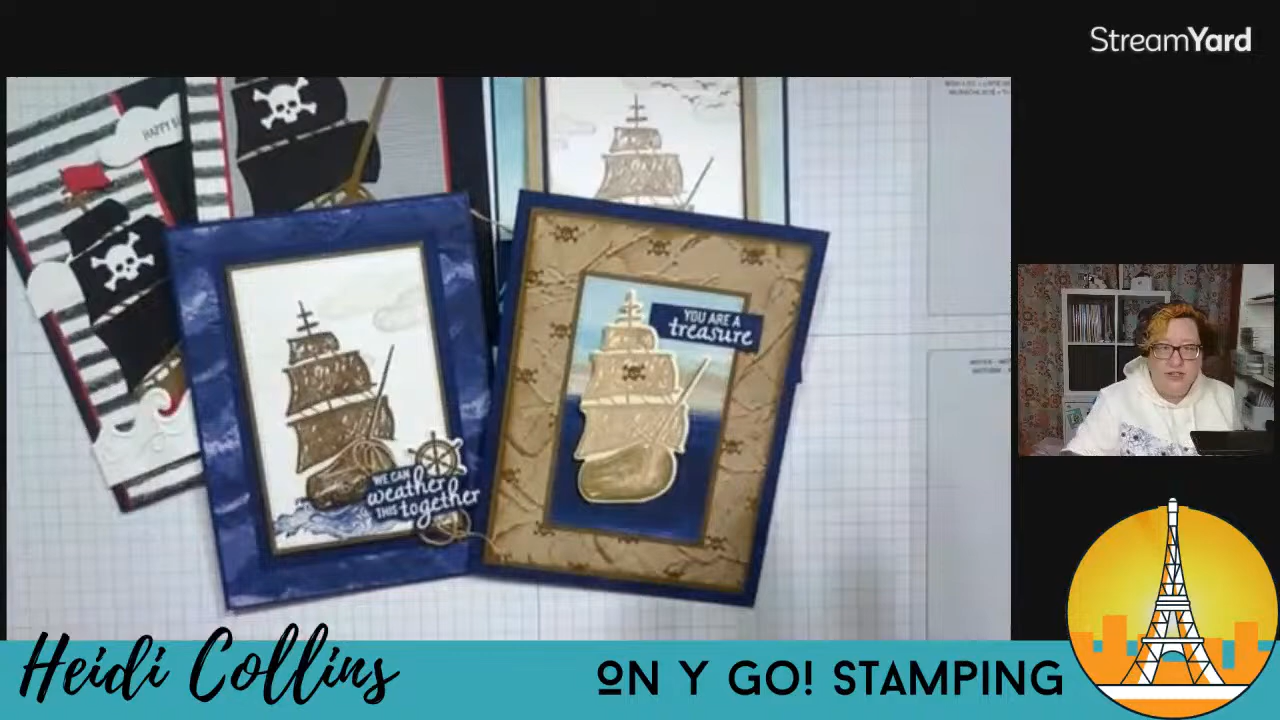 StreamYard
HAPPY
YOU ARE A
treasure
WE CAN
weather
THIS together
Heidi Collins
ON Y GO! STAMPING